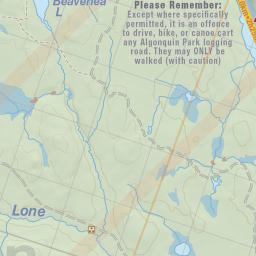 Beavenea
L
Please Remember:
Except where specifically
permitted, it is an offence
to drive, bike, or canoe cart
any Algonquin Park logging
road. They may ONLY be
walked (with caution)
Lone